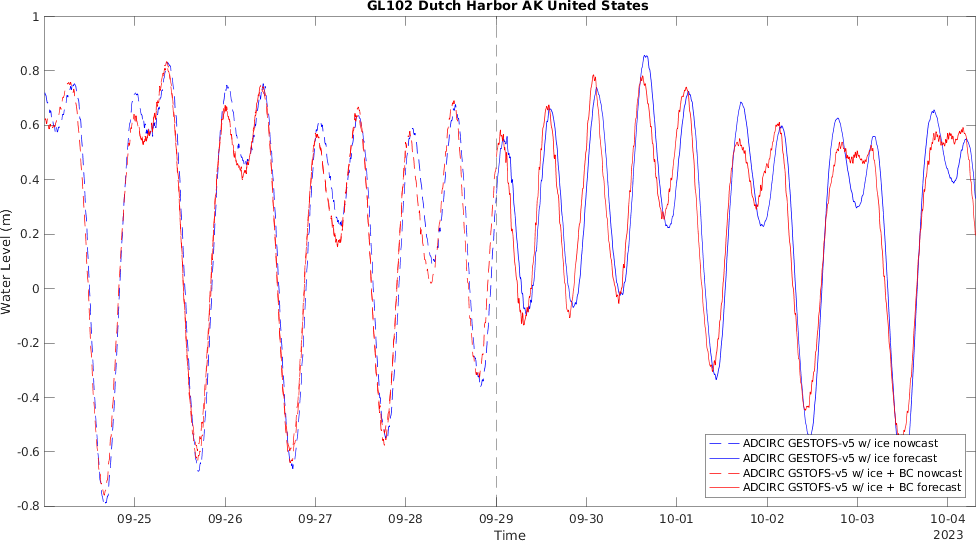 GL102 Dutch Harbor AK United States
1
0.8
0.6
0.4
0.2
0
-0.2
-0.4
-0.6
-0.8
Water Level (m)
09-25 09-26 09-27 09-28 09-29 09-30 10-01 10-02 10-03 10-04
2023
Time
ADCIRC GESTOFS-v5 w/ ice nowcast
ADCIRC GESTOFS-v5 w/ ice forecast
ADCIRC GSTOFS-v5 w/ ice + BC nowcast
ADCIRC GSTOFS-v5 w/ ice + BC forecast